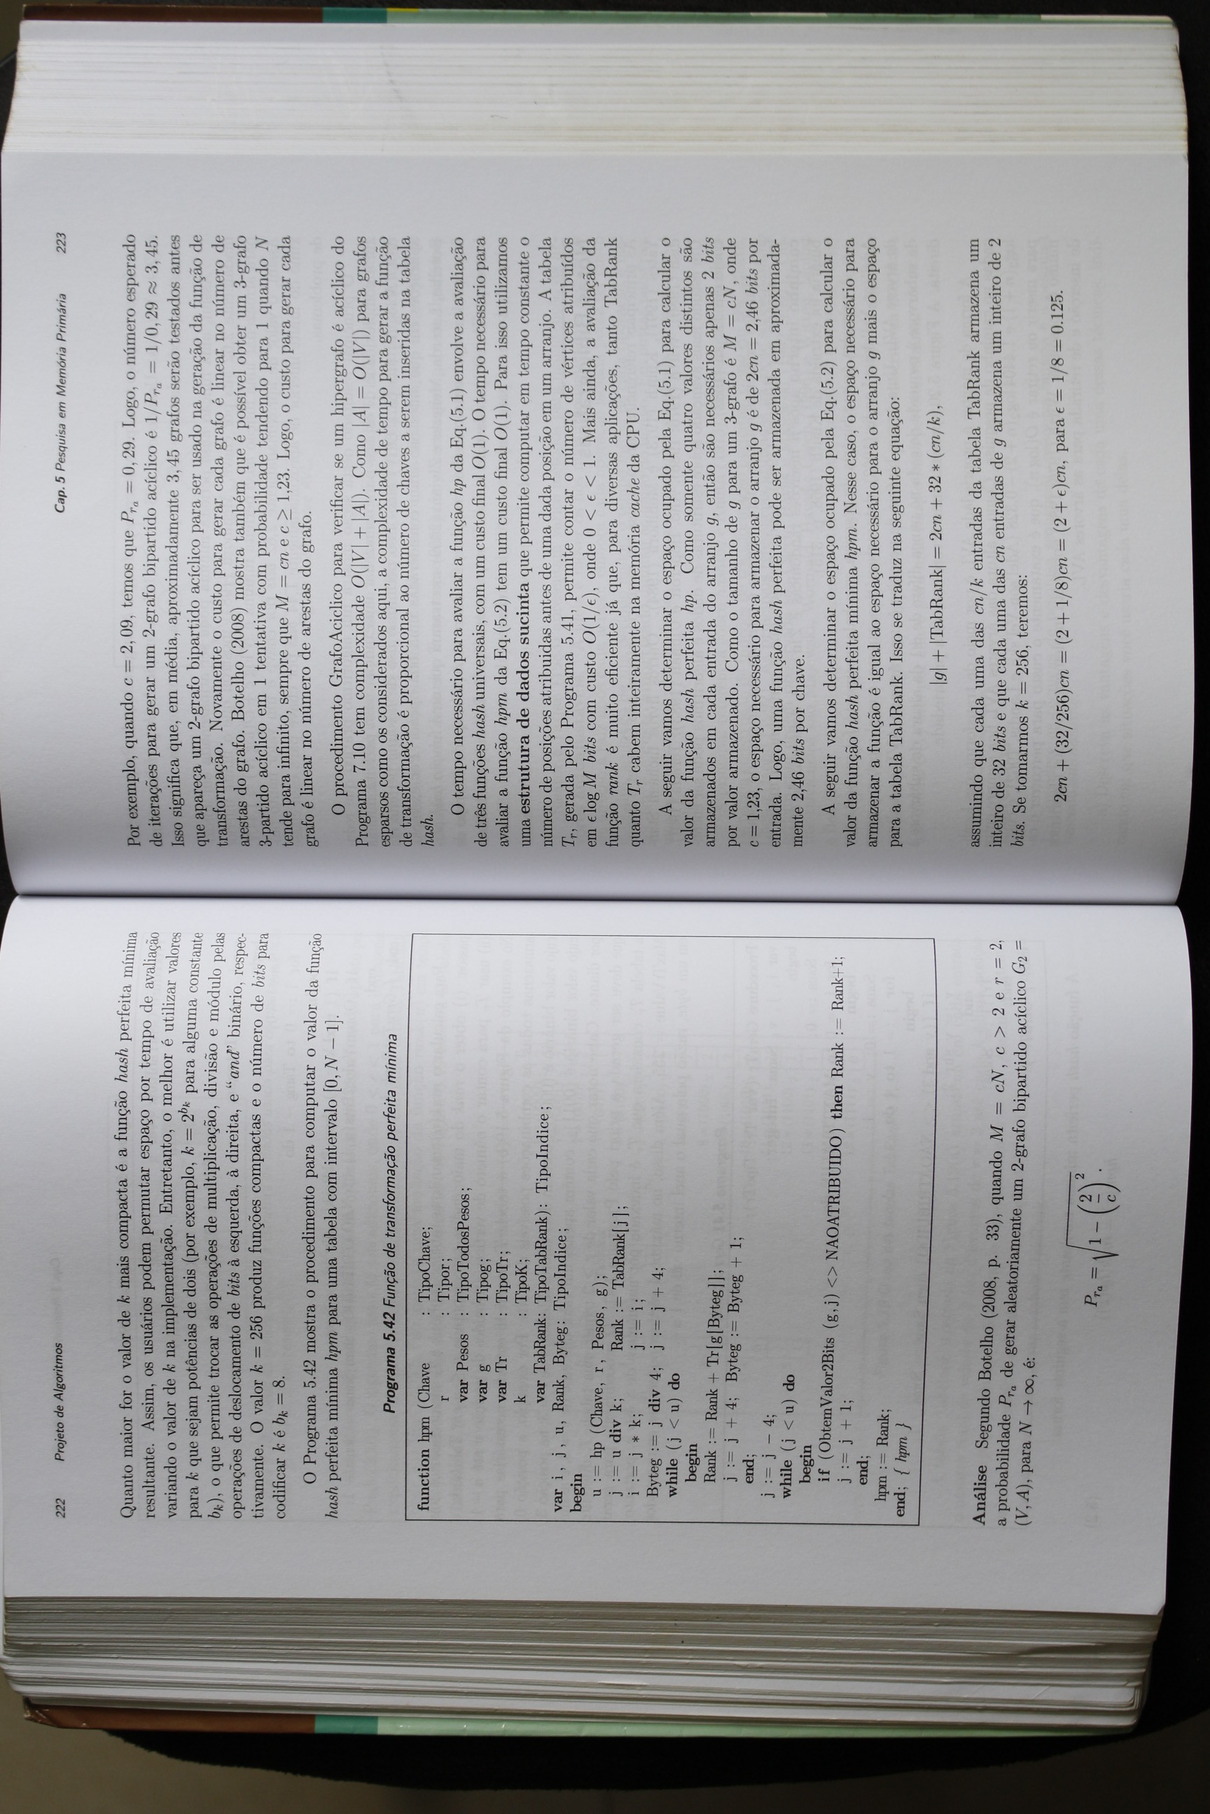 222 Projeto de Algoritmos
Quanto maior for o valor de k mais compacta é a função hash perfeita mínima
resultante. Assim, os usuários podem permutar espaço por tempo de avaliação
variando o valor de k na implementação. Entretanto, o melhor é utilizar valores
para k que sejam potências de dois (por exemplo, k = 2^{b_k} para alguma constante
b_k), o que permite trocar as operações de multiplicação, divisão e módulo pelas
operações de deslocamento de bits à esquerda, à direita, e “and” binário, respec-
tivamente. O valor k = 256 produz funções compactas e o número de bits para
codificar k é b_k = 8.
O Programa 5.42 mostra o procedimento para computar o valor da função
hash perfeita mínima hpm para uma tabela com intervalo [0, N − 1].
Programa 5.42 Função de transformação perfeita mínima
function hpm (Chave : TipoChave;
r : Tipor;
var Pesos : TipoTodosPesos;
var g : Tipog;
var Tr : TipoTr;
k : TipoK;
var TabRank: TipoTabRank): TipoIndice;
var i, j, u, Rank, Byteg: TipoIndice;
begin
u := hp (Chave, r, Pesos, g);
j := u div k; Rank := TabRank[j];
i := j * k; j := i;
Byteg := j div 4; j := j + 4;
while (j < u) do
begin
Rank := Rank + Tr[g[Byteg]];
j := j + 4; Byteg := Byteg + 1;
end;
j := j − 4;
while (j < u) do
begin
if (ObtemValor2Bits (g,j) <> NAOATRIBUIDO) then Rank := Rank+1;
j := j + 1;
end;
hpm := Rank;
end; { hpm }
Análise Segundo Botelho (2008, p. 33), quando M = cN, c > 2 e r = 2,
a probabilidade P_{r_a} de gerar aleatoriamente um 2-grafo bipartido acíclico G_2 =
(V, A), para N → ∞, é:
P_{r_a} = √(1 − (2/c)^2).
Cap. 5 Pesquisa em Memória Primária 223
Por exemplo, quando c = 2,09, temos que P_{r_a} = 0,29. Logo, o número esperado
de iterações para gerar um 2-grafo bipartido acíclico é 1/P_{r_a} = 1/0,29 ≈ 3,45.
Isso significa que, em média, aproximadamente 3,45 grafos serão testados antes
que apareça um 2-grafo bipartido acíclico para ser usado na geração da função de
transformação. Novamente o custo para gerar cada grafo é linear no número de
arestas do grafo. Botelho (2008) mostra também que é possível obter um 3-grafo
3-partido acíclico em 1 tentativa com probabilidade tendendo para 1 quando N
tende para infinito, sempre que M = cn e c ≥ 1,23. Logo, o custo para gerar cada
grafo é linear no número de arestas do grafo.
O procedimento GrafoAciclico para verificar se um hipergrafo é acíclico do
Programa 7.10 tem complexidade O(|V| + |A|). Como |A| = O(|V|) para grafos
esparsos como os considerados aqui, a complexidade de tempo para gerar a função
de transformação é proporcional ao número de chaves a serem inseridas na tabela
hash.
O tempo necessário para avaliar a função hp da Eq.(5.1) envolve a avaliação
de três funções hash universais, com um custo final O(1). O tempo necessário para
avaliar a função hpm da Eq.(5.2) tem um custo final O(1). Para isso utilizamos
uma estrutura de dados sucinta que permite computar em tempo constante o
número de posições atribuidas antes de uma dada posição em um arranjo. A tabela
T_r, gerada pelo Programa 5.41, permite contar o número de vértices atribuídos
em ϵ log M bits com custo O(1/ϵ), onde 0 < ϵ < 1. Mais ainda, a avaliação da
função rank é muito eficiente já que, para diversas aplicações, tanto TabRank
quanto T_r cabem inteiramente na memória cache da CPU.
A seguir vamos determinar o espaço ocupado pela Eq.(5.1) para calcular o
valor da função hash perfeita hp. Como somente quatro valores distintos são
armazenados em cada entrada do arranjo g, então são necessários apenas 2 bits
por valor armazenado. Como o tamanho de g para um 3-grafo é M = cN, onde
c = 1,23, o espaço necessário para armazenar o arranjo g é de 2cn = 2,46 bits por
entrada. Logo, uma função hash perfeita pode ser armazenada em aproximada-
mente 2,46 bits por chave.
A seguir vamos determinar o espaço ocupado pela Eq.(5.2) para calcular o
valor da função hash perfeita mínima hpm. Nesse caso, o espaço necessário para
armazenar a função é igual ao espaço necessário para o arranjo g mais o espaço
para a tabela TabRank. Isso se traduz na seguinte equação:
|g| + |TabRank| = 2cn + 32 * (cn/k),
assumindo que cada uma das cn/k entradas da tabela TabRank armazena um
inteiro de 32 bits e que cada uma das cn entradas de g armazena um inteiro de 2
bits. Se tomarmos k = 256, teremos:
2cn + (32/256)cn = (2 + 1/8)cn = (2 + ϵ)cn, para ϵ = 1/8 = 0.125.